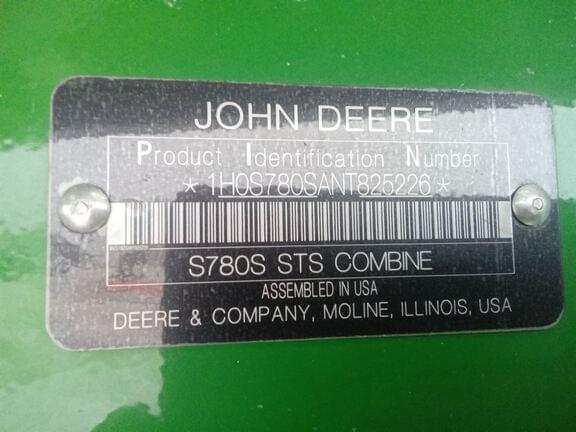 JOHN DEERE
Product Identification Number
*1H0S780SANT825226*
S780S STS COMBINE
ASSEMBLED IN USA
DEERE & COMPANY, MOLINE, ILLINOIS, USA